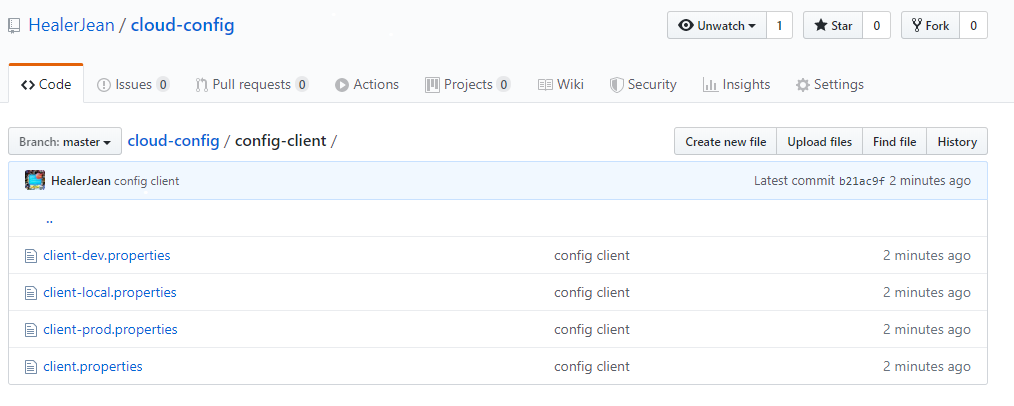 HealerJean / cloud-config Unwatch 1 Star 0 Fork 0
Code Issues 0 Pull requests 0 Actions Projects 0 Wiki Security Insights Settings
Branch: master cloud-config / config-client / Create new file Upload files Find file History
HealerJean config client Latest commit b21ac9f 2 minutes ago
..
client-dev.properties config client 2 minutes ago
client-local.properties config client 2 minutes ago
client-prod.properties config client 2 minutes ago
client.properties config client 2 minutes ago